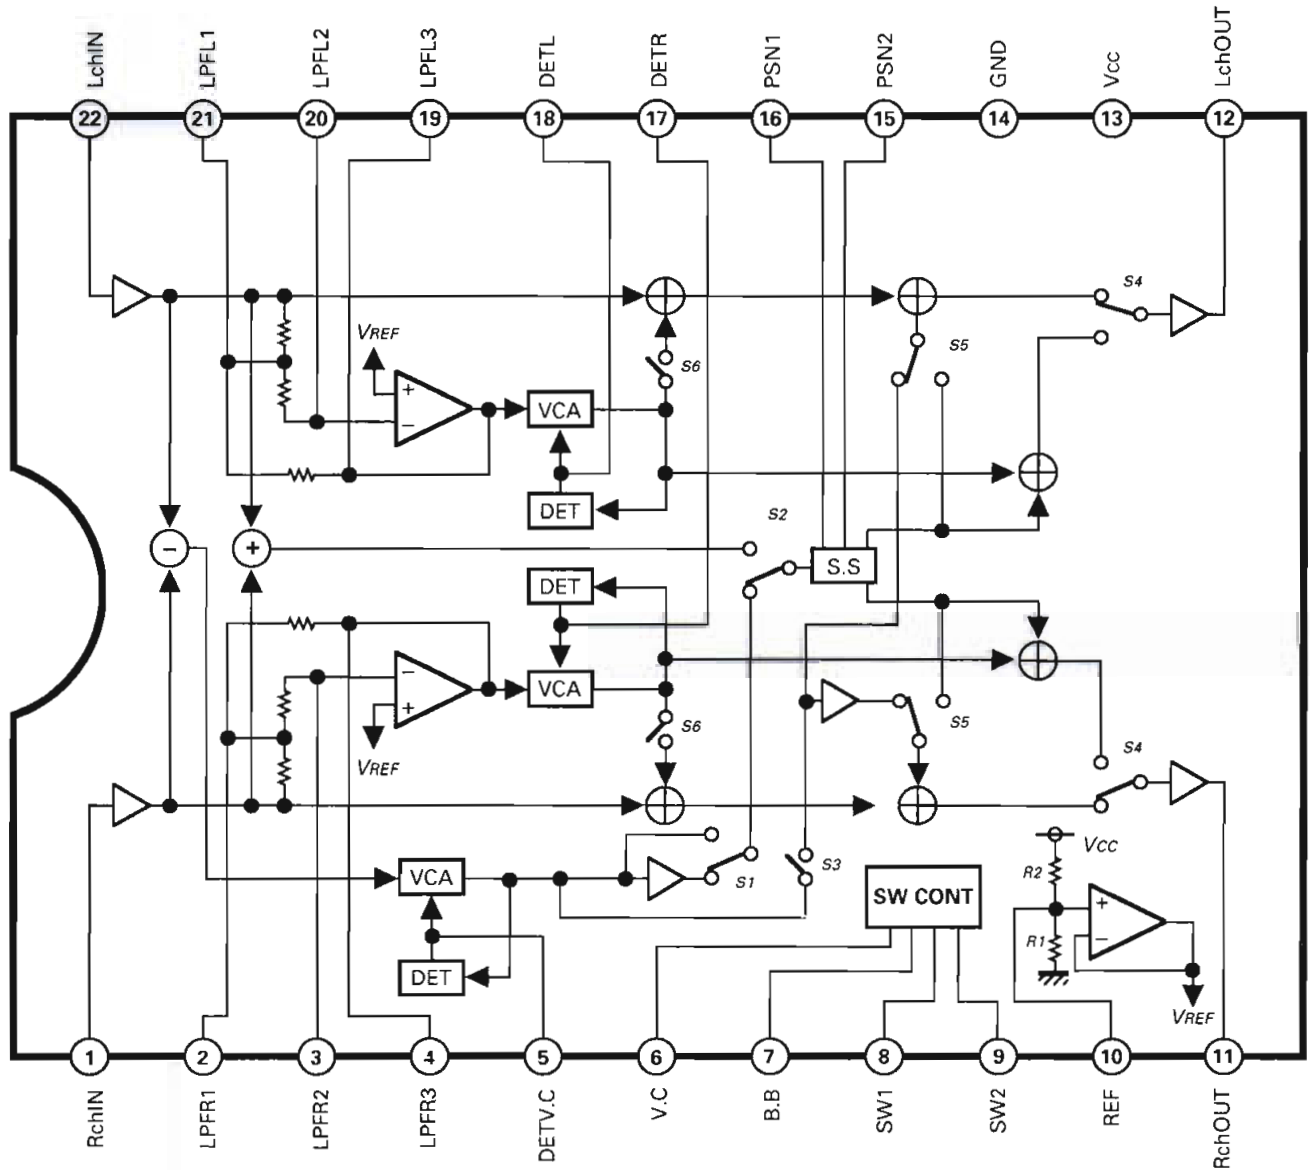 LchIN
LPFL1
LPFL2
LPFL3
DETL
DETR
PSN1
PSN2
GND
Vcc
LchOUT
22
21
20
19
18
17
16
15
14
13
12
S4
VREF
S6
S5
+
−
VCA
DET
S2
−
+
S.S
DET
−
+
VCA
VREF
S6
S5
S4
VCA
S1
S3
DET
SW CONT
Vcc
R2
R1
+
−
VREF
1
2
3
4
5
6
7
8
9
10
11
RchIN
LPFR1
LPFR2
LPFR3
DETV.C
V.C
B.B
SW1
SW2
REF
RchOUT